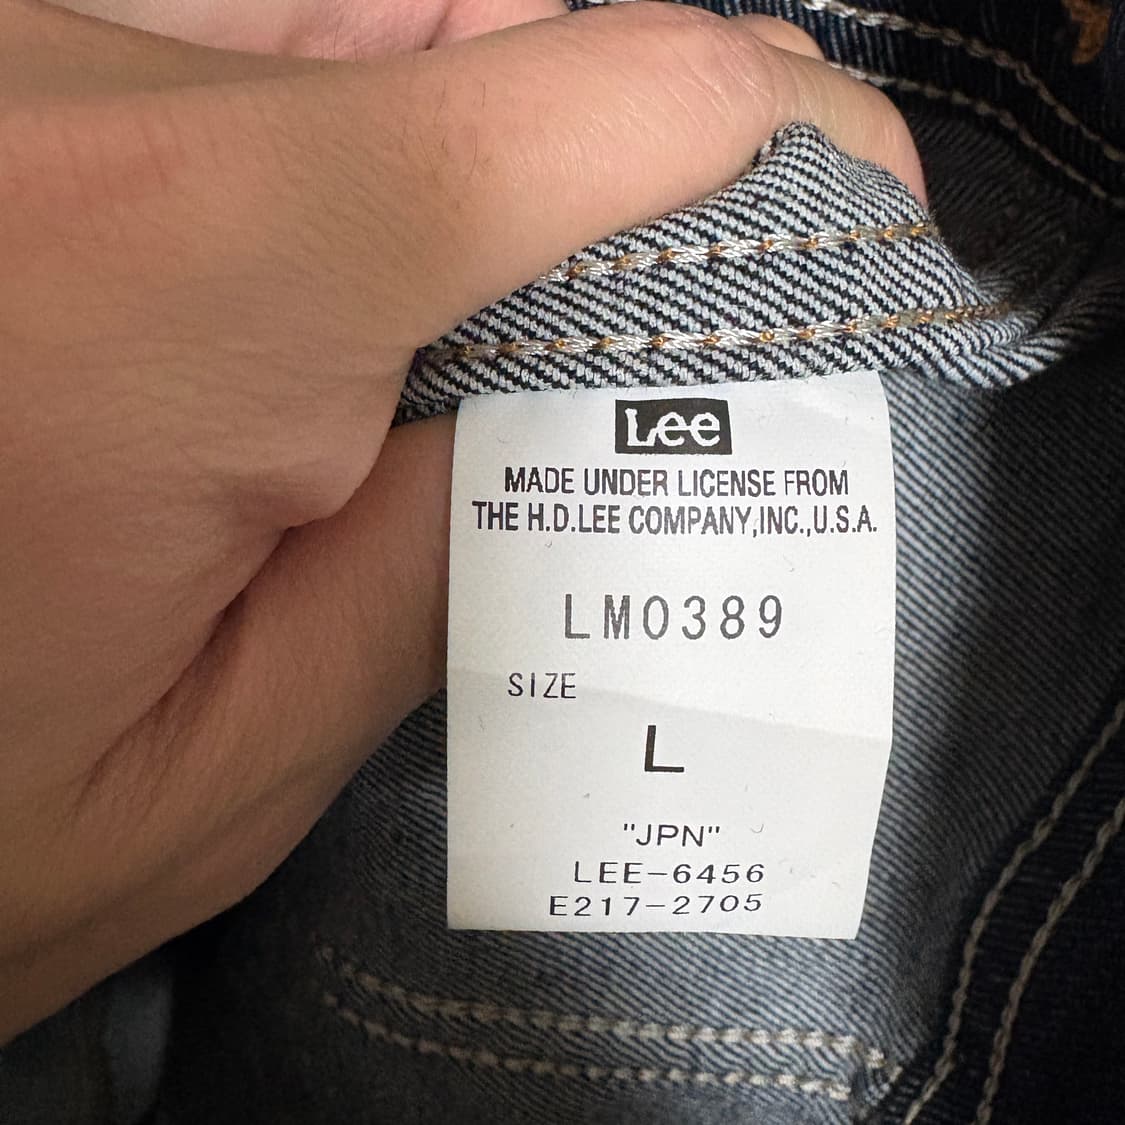 Lee
MADE UNDER LICENSE FROM
THE H.D.LEE COMPANY,INC.,U.S.A.
LM0389
SIZE
L
"JPN"
LEE-6456
E217-2705